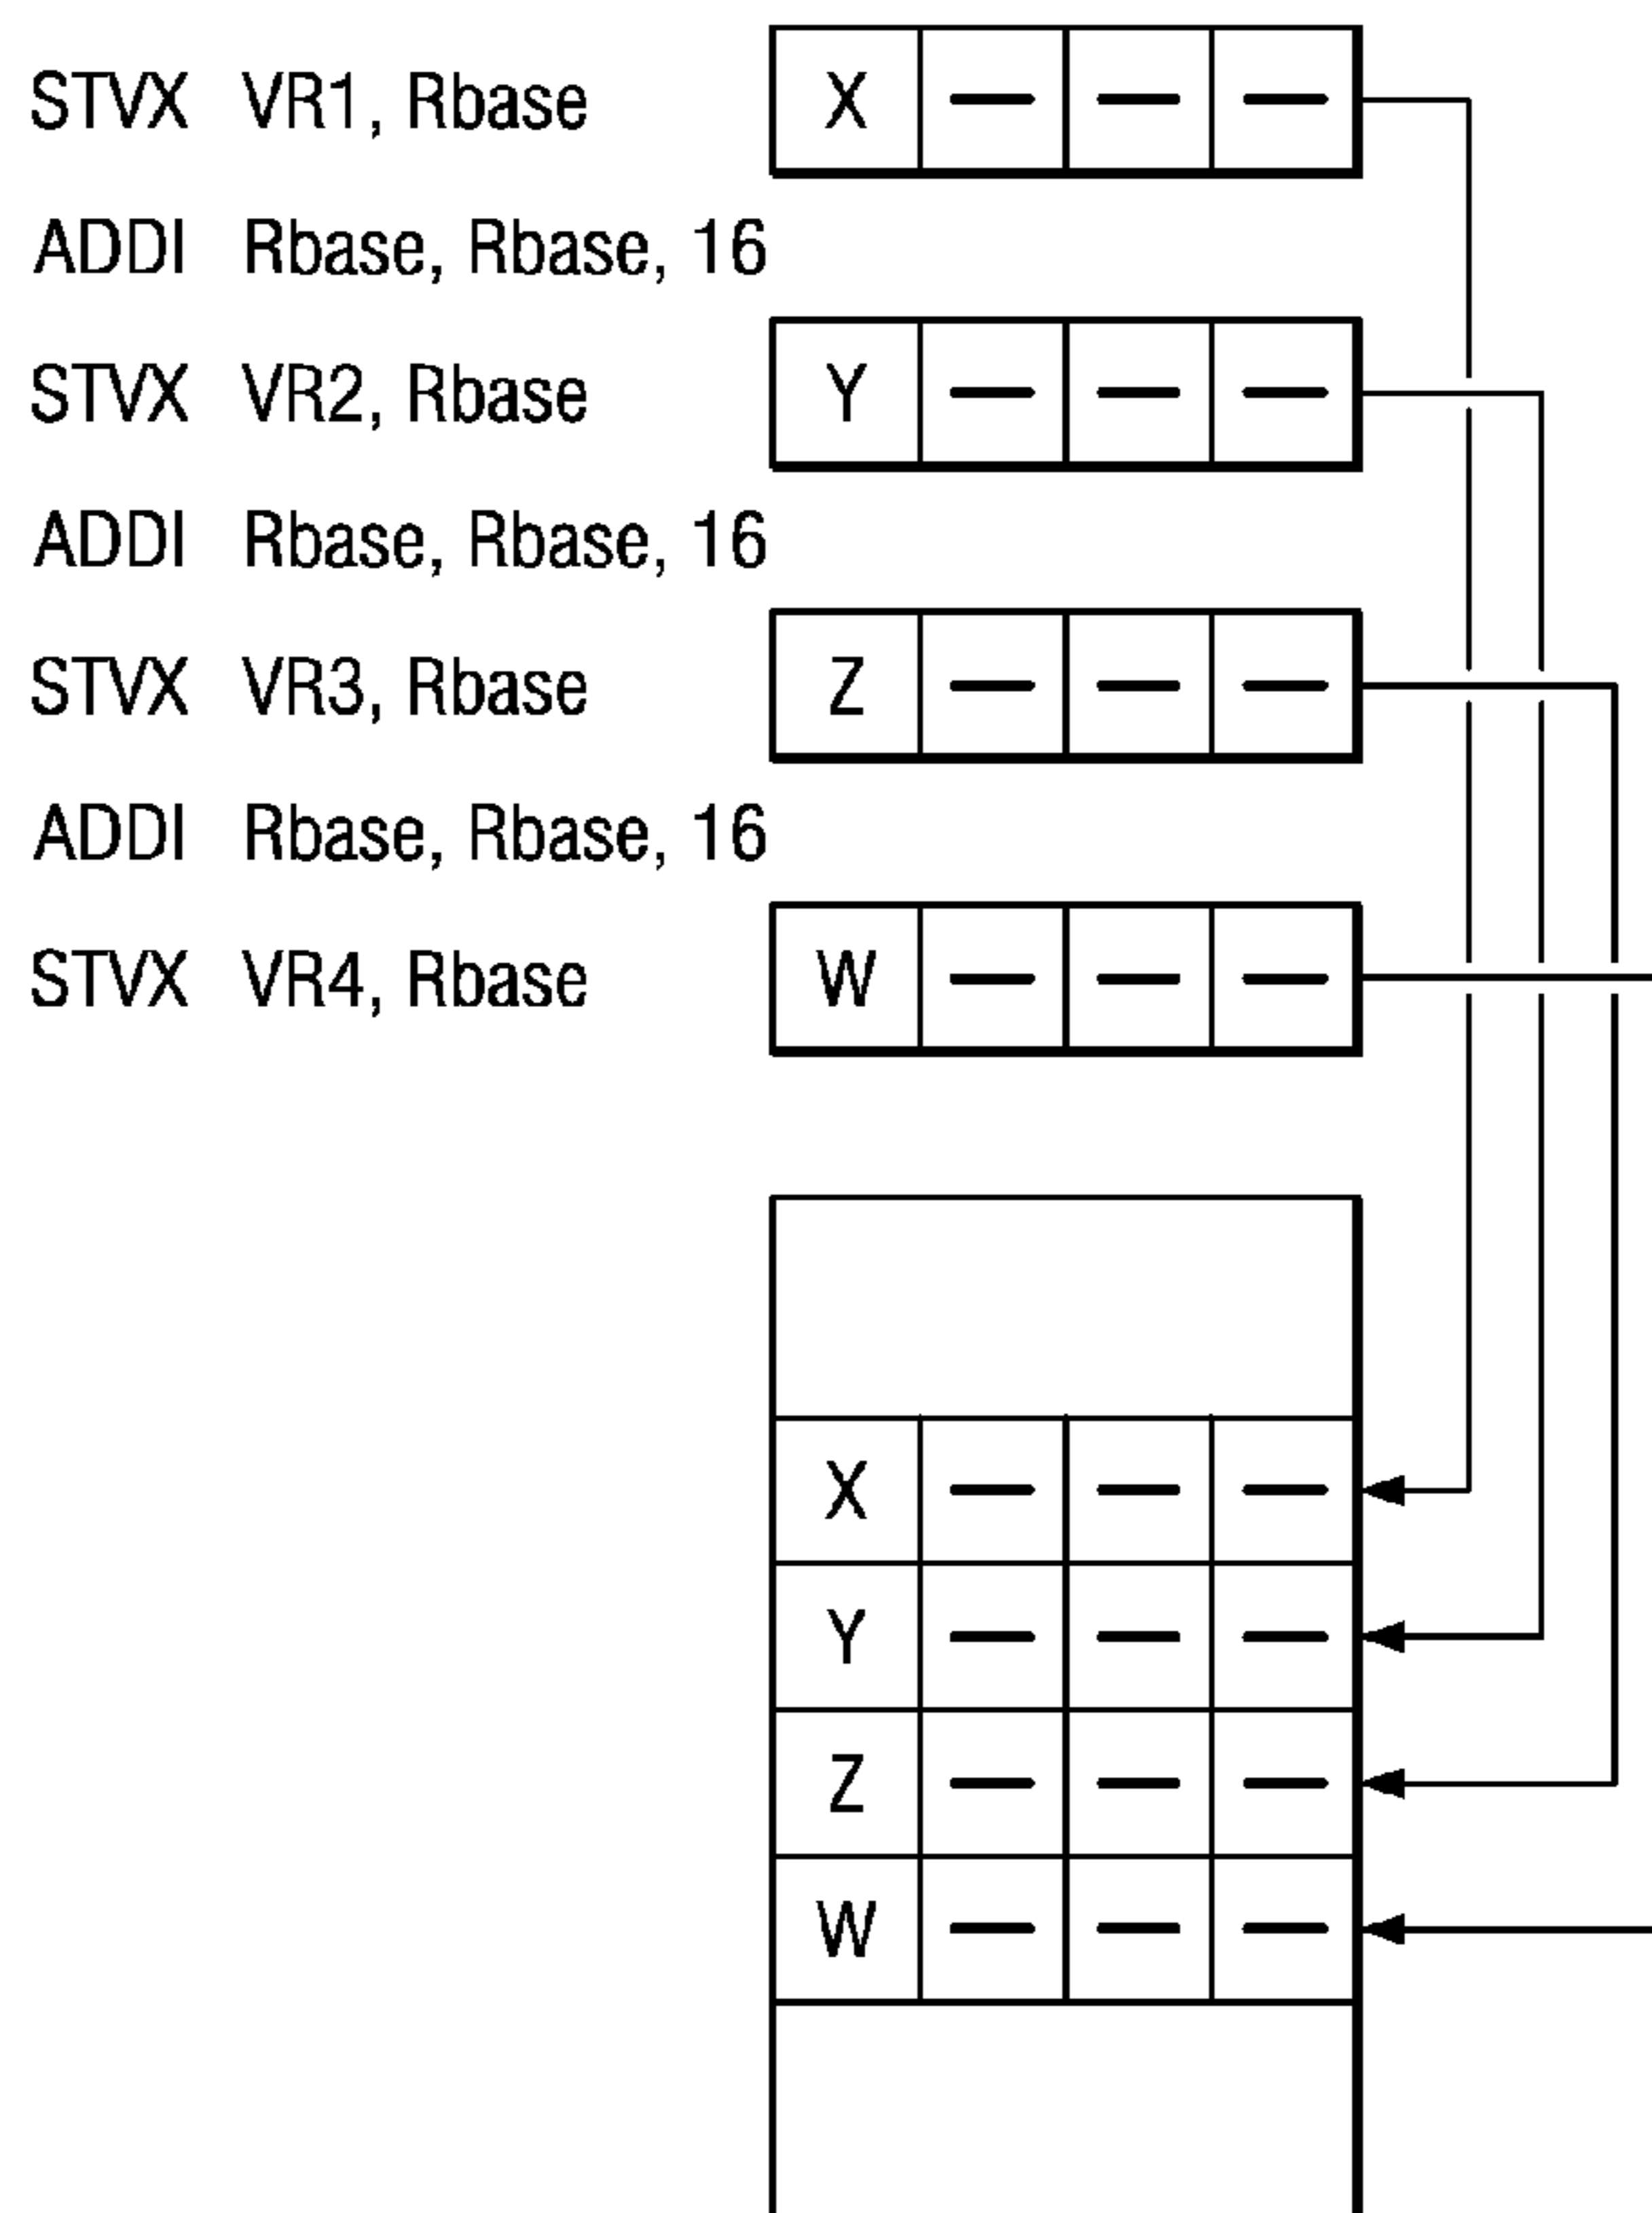 STVX VR1, Rbase X — — —
ADDI Rbase, Rbase, 16
STVX VR2, Rbase Y — — —
ADDI Rbase, Rbase, 16
STVX VR3, Rbase Z — — —
ADDI Rbase, Rbase, 16
STVX VR4, Rbase W — — —
X — — —
Y — — —
Z — — —
W — — —